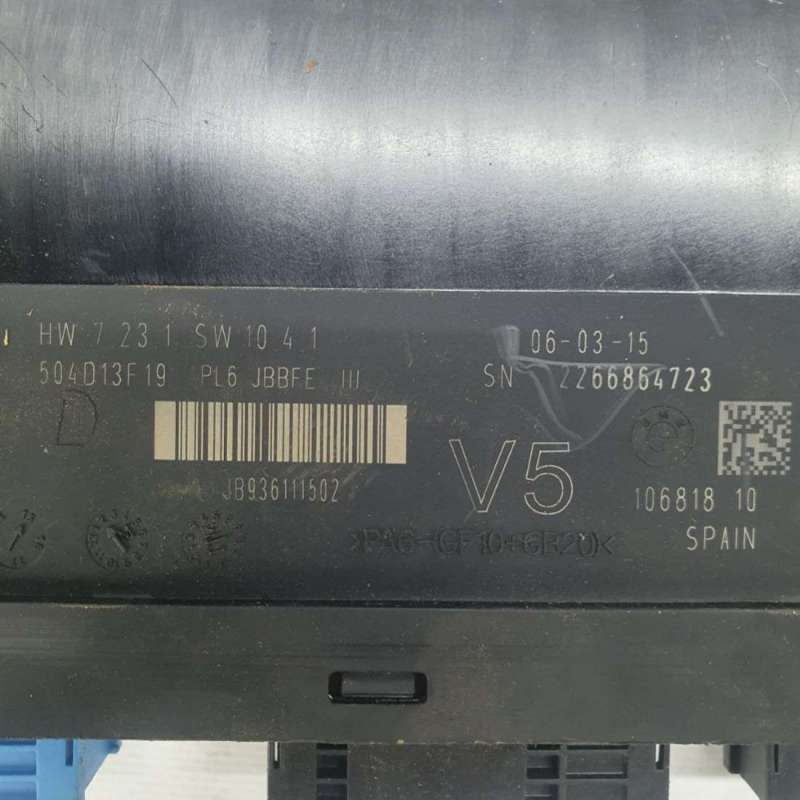 HW 7 23 1 SW 10 4 1
06-03-15
504D13F19 PL6 JBBFE III
SN 2266864723
D
V5
JB936111502
106818 10
>PA6-(GF10+GB20)<
SPAIN